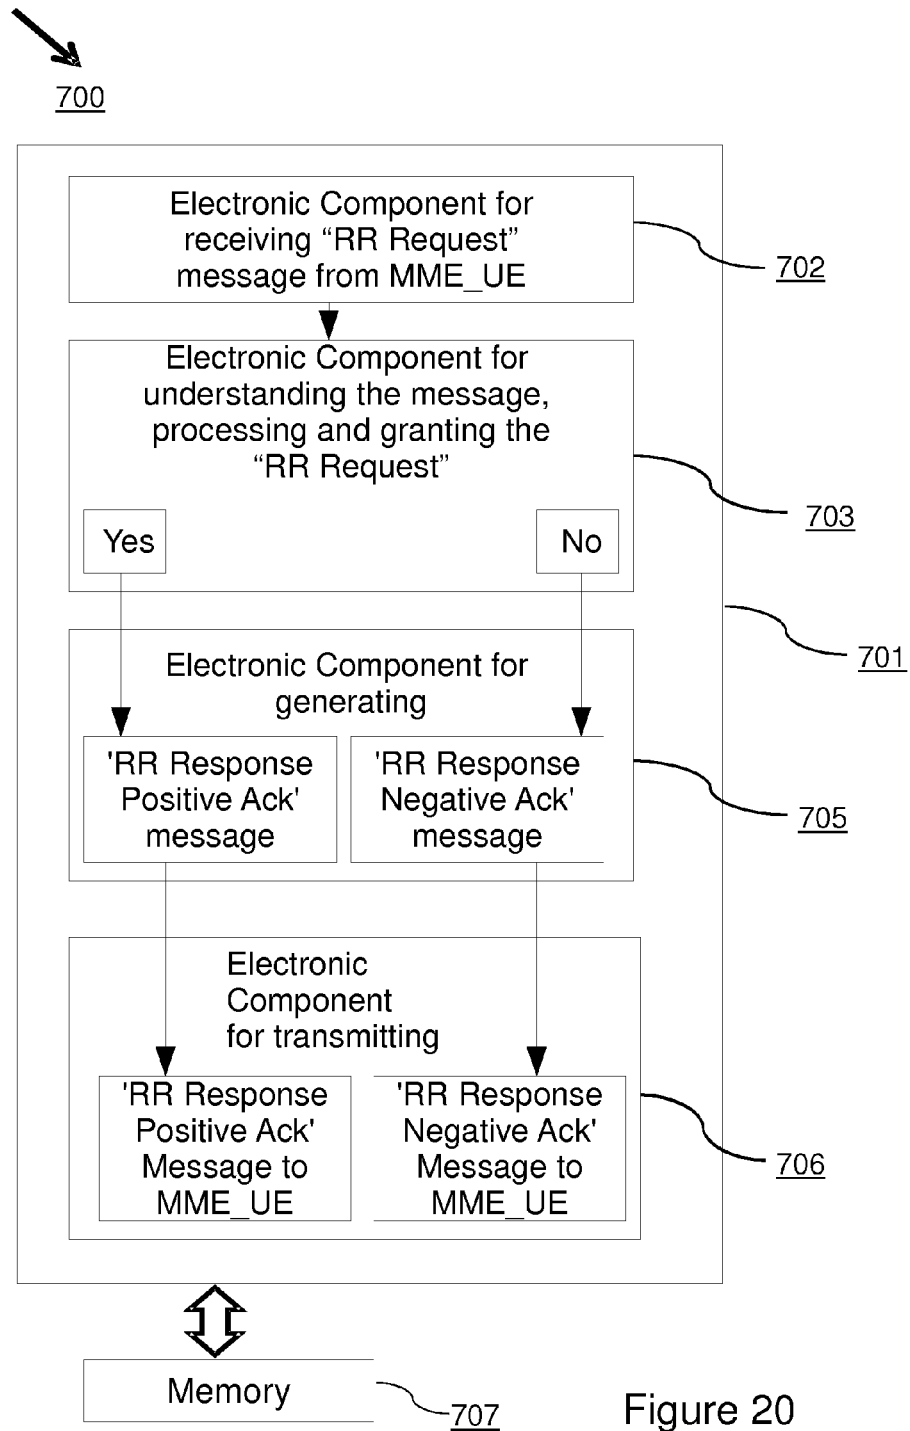 700
Electronic Component for
receiving “RR Request”
message from MME_UE
702
Electronic Component for
understanding the message,
processing and granting the
“RR Request”
703
Yes
No
701
Electronic Component for
generating
'RR Response
Positive Ack'
message
'RR Response
Negative Ack'
message
705
Electronic
Component
for transmitting
'RR Response
Positive Ack'
Message to
MME_UE
'RR Response
Negative Ack'
Message to
MME_UE
706
Memory
707
Figure 20